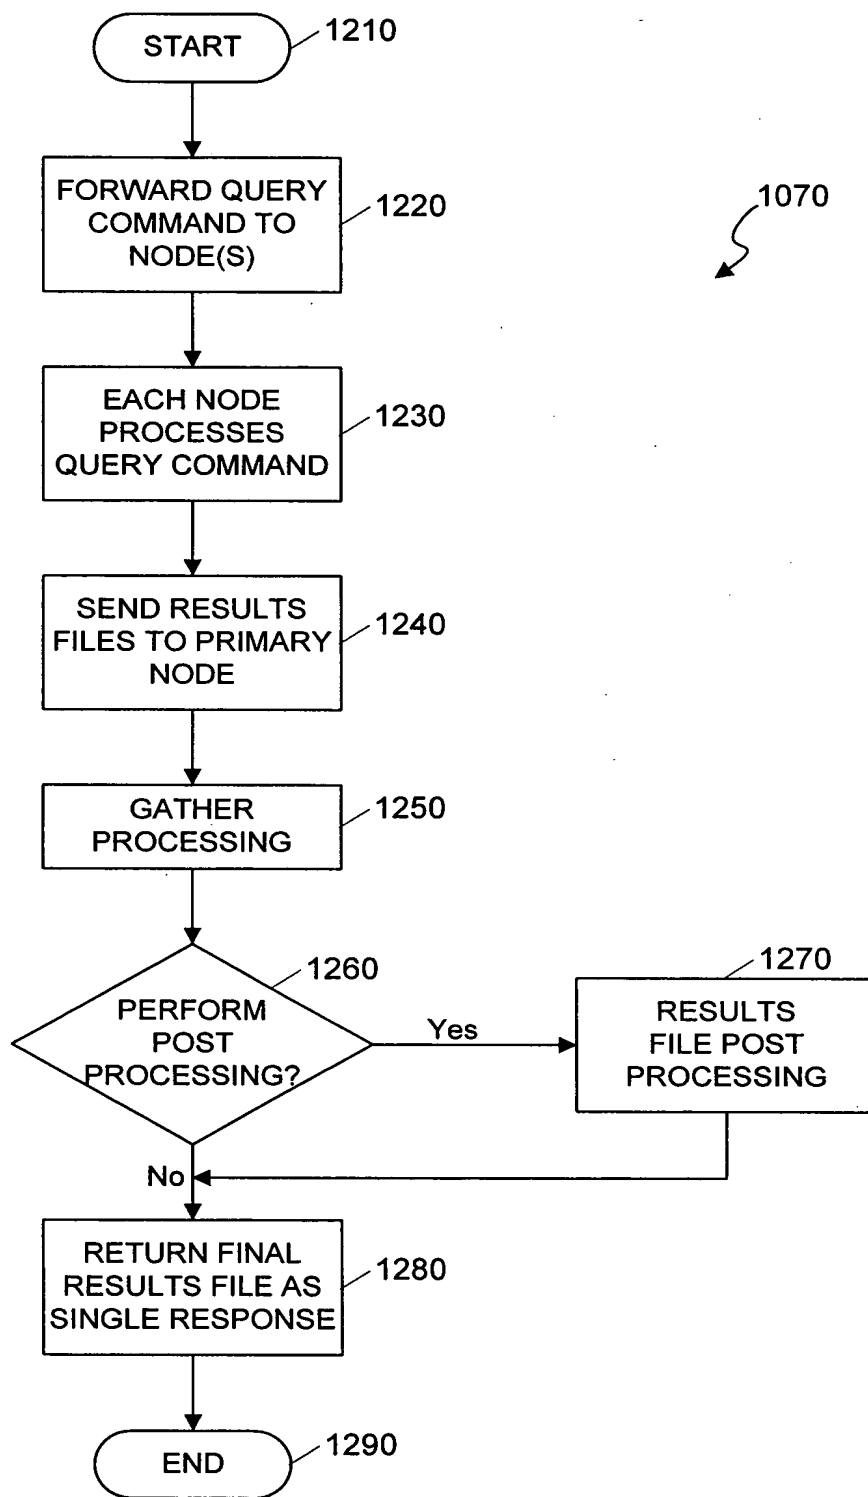 START
1210
FORWARD QUERY
COMMAND TO
NODE(S)
1220
1070
EACH NODE
PROCESSES
QUERY COMMAND
1230
SEND RESULTS
FILES TO PRIMARY
NODE
1240
GATHER
PROCESSING
1250
PERFORM
POST
PROCESSING?
1260
Yes
RESULTS
FILE POST
PROCESSING
1270
No
RETURN FINAL
RESULTS FILE AS
SINGLE RESPONSE
1280
END
1290